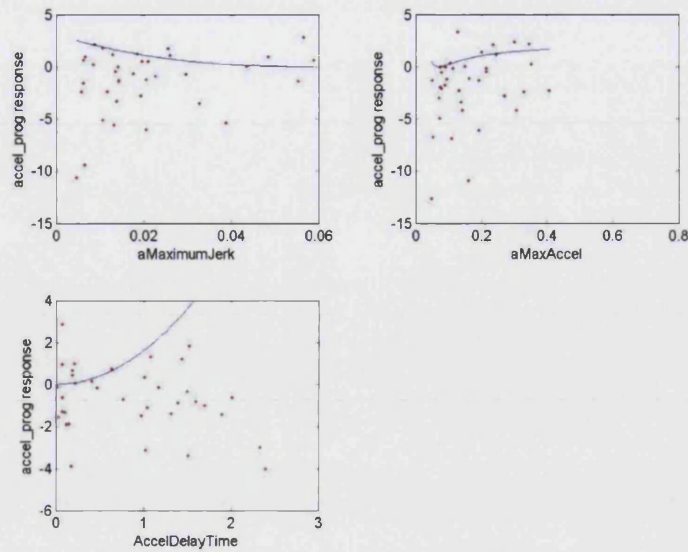 5
0
-5
-10
-15
accel_prog response
0 0.02 0.04 0.06
aMaximumJerk
5
0
-5
-10
-15
accel_prog response
0 0.2 0.4 0.6 0.8
aMaxAccel
4
2
0
-2
-4
-6
accel_prog response
0 1 2 3
AccelDelayTime